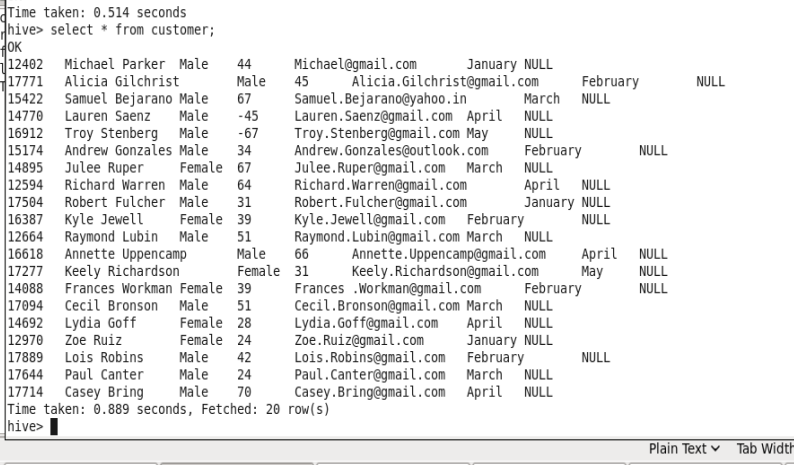 Time taken: 0.514 seconds
hive> select * from customer;
OK
12402 Michael Parker Male 44 Michael@gmail.com January NULL
17771 Alicia Gilchrist Male 45 Alicia.Gilchrist@gmail.com February NULL
15422 Samuel Bejarano Male 67 Samuel.Bejarano@yahoo.in March NULL
14770 Lauren Saenz Male -45 Lauren.Saenz@gmail.com April NULL
16912 Troy Stenberg Male -67 Troy.Stenberg@gmail.com May NULL
15174 Andrew Gonzales Male 34 Andrew.Gonzales@outlook.com February NULL
14895 Julee Ruper Female 67 Julee.Ruper@gmail.com March NULL
12594 Richard Warren Male 64 Richard.Warren@gmail.com April NULL
17504 Robert Fulcher Male 31 Robert.Fulcher@gmail.com January NULL
16387 Kyle Jewell Female 39 Kyle.Jewell@gmail.com February NULL
12664 Raymond Lubin Male 51 Raymond.Lubin@gmail.com March NULL
16618 Annette Uppencamp Male 66 Annette.Uppencamp@gmail.com April NULL
17277 Keely Richardson Female 31 Keely.Richardson@gmail.com May NULL
14088 Frances Workman Female 39 Frances .Workman@gmail.com February NULL
17094 Cecil Bronson Male 51 Cecil.Bronson@gmail.com March NULL
14692 Lydia Goff Female 28 Lydia.Goff@gmail.com April NULL
12970 Zoe Ruiz Female 24 Zoe.Ruiz@gmail.com January NULL
17889 Lois Robins Male 42 Lois.Robins@gmail.com February NULL
17644 Paul Canter Male 24 Paul.Canter@gmail.com March NULL
17714 Casey Bring Male 70 Casey.Bring@gmail.com April NULL
Time taken: 0.889 seconds, Fetched: 20 row(s)
hive>
Plain Text Tab Width